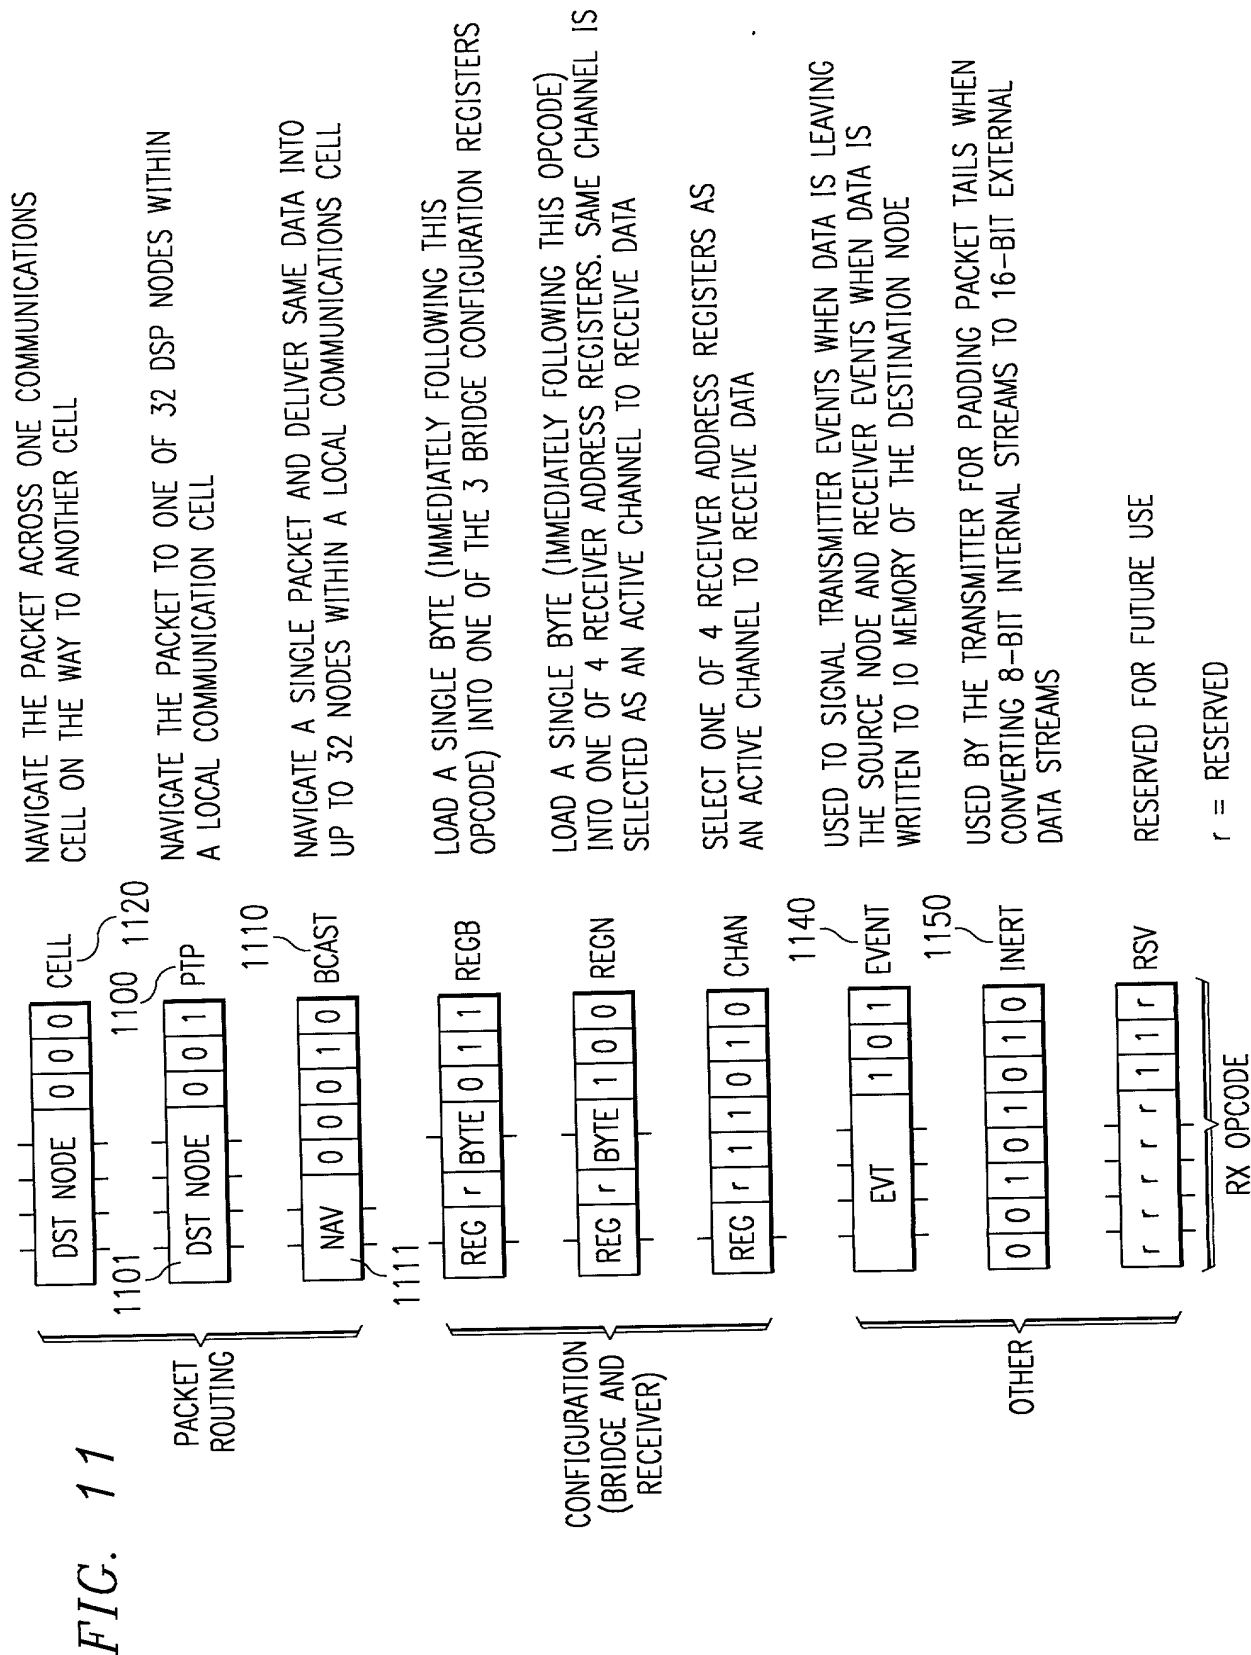 FIG. 11
PACKET
ROUTING
DST NODE 0 0 0 CELL 1120
NAVIGATE THE PACKET ACROSS ONE COMMUNICATIONS
CELL ON THE WAY TO ANOTHER CELL
1101 DST NODE 0 0 1 1100 PTP
NAVIGATE THE PACKET TO ONE OF 32 DSP NODES WITHIN
A LOCAL COMMUNICATION CELL
1111 NAV 0 0 0 1 0 BCAST 1110
NAVIGATE A SINGLE PACKET AND DELIVER SAME DATA INTO
UP TO 32 NODES WITHIN A LOCAL COMMUNICATIONS CELL
CONFIGURATION
(BRIDGE AND
RECEIVER)
REG r BYTE 0 1 1 REGB
LOAD A SINGLE BYTE (IMMEDIATELY FOLLOWING THIS
OPCODE) INTO ONE OF THE 3 BRIDGE CONFIGURATION REGISTERS
REG r BYTE 1 0 0 REGN
LOAD A SINGLE BYTE (IMMEDIATELY FOLLOWING THIS OPCODE)
INTO ONE OF 4 RECEIVER ADDRESS REGISTERS. SAME CHANNEL IS
SELECTED AS AN ACTIVE CHANNEL TO RECEIVE DATA
REG r 1 1 0 1 0 CHAN
SELECT ONE OF 4 RECEIVER ADDRESS REGISTERS AS
AN ACTIVE CHANNEL TO RECEIVE DATA
OTHER
EVT 1 0 1 EVENT 1140
USED TO SIGNAL TRANSMITTER EVENTS WHEN DATA IS LEAVING
THE SOURCE NODE AND RECEIVER EVENTS WHEN DATA IS
WRITTEN TO IO MEMORY OF THE DESTINATION NODE
0 0 1 0 1 0 1 0 INERT 1150
USED BY THE TRANSMITTER FOR PADDING PACKET TAILS WHEN
CONVERTING 8-BIT INTERNAL STREAMS TO 16-BIT EXTERNAL
DATA STREAMS
r r r r r 1 1 r RSV
RESERVED FOR FUTURE USE
RX OPCODE
r = RESERVED